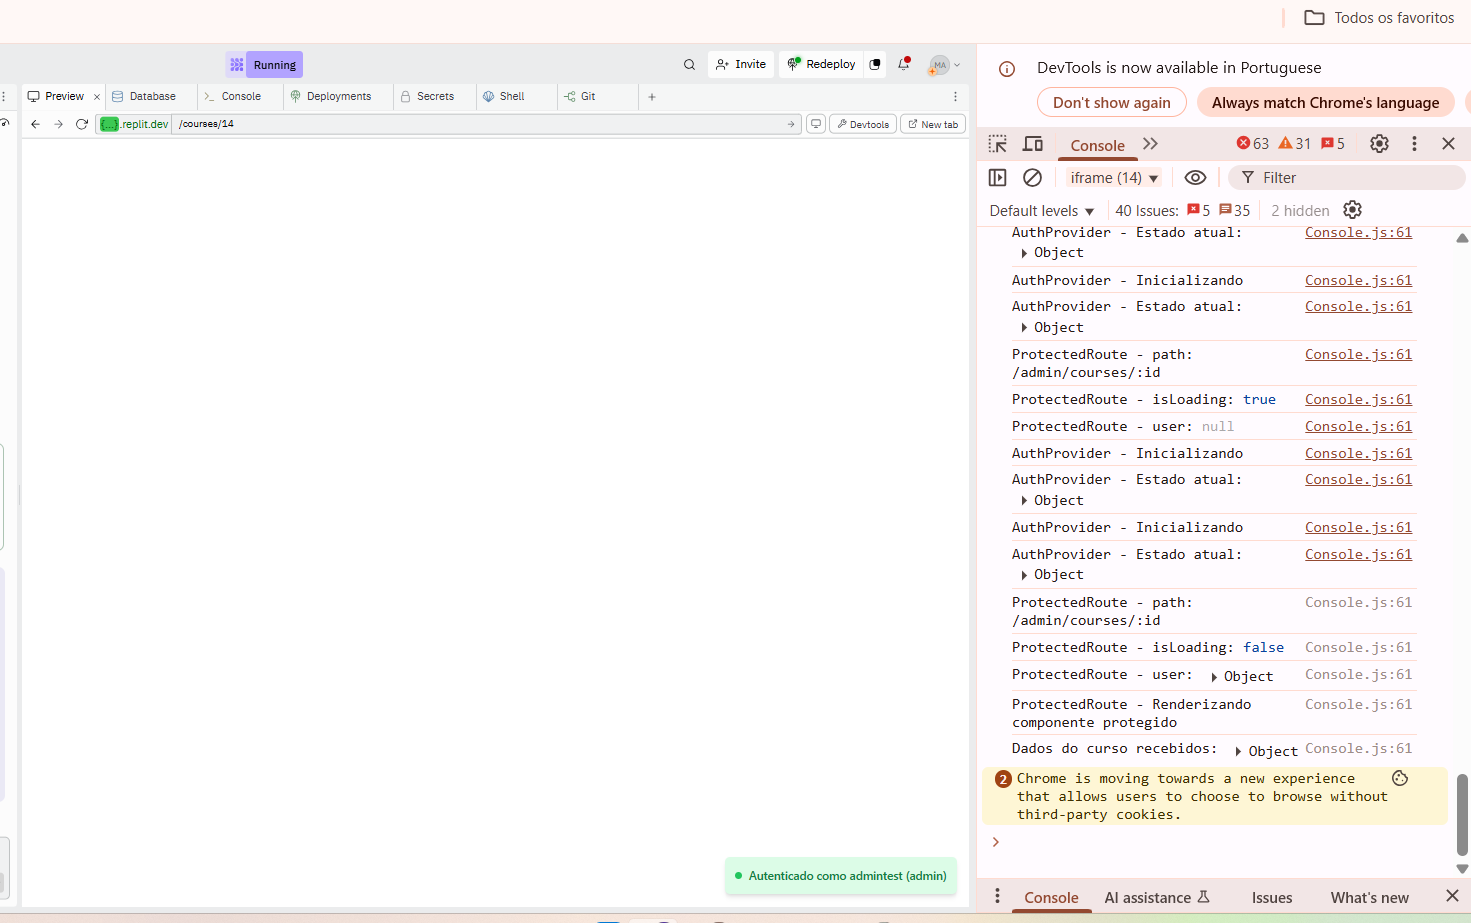 Todos os favoritos
Running
Invite
Redeploy
MA
Preview
Database
Console
Deployments
Secrets
Shell
Git
{...}.replit.dev
/courses/14
Devtools
New tab
Autenticado como admintest (admin)
DevTools is now available in Portuguese
Don't show again
Always match Chrome's language
Console
63
31
5
iframe (14)
Filter
Default levels
40 Issues:
5
35
2 hidden
AuthProvider - Estado atual: Console.js:61
Object
AuthProvider - Inicializando Console.js:61
AuthProvider - Estado atual: Console.js:61
Object
ProtectedRoute - path: Console.js:61
/admin/courses/:id
ProtectedRoute - isLoading: true Console.js:61
ProtectedRoute - user: null Console.js:61
AuthProvider - Inicializando Console.js:61
AuthProvider - Estado atual: Console.js:61
Object
AuthProvider - Inicializando Console.js:61
AuthProvider - Estado atual: Console.js:61
Object
ProtectedRoute - path: Console.js:61
/admin/courses/:id
ProtectedRoute - isLoading: false Console.js:61
ProtectedRoute - user: Object Console.js:61
ProtectedRoute - Renderizando Console.js:61
componente protegido
Dados do curso recebidos: Object Console.js:61
2 Chrome is moving towards a new experience
that allows users to choose to browse without
third-party cookies.
Console
AI assistance
Issues
What's new